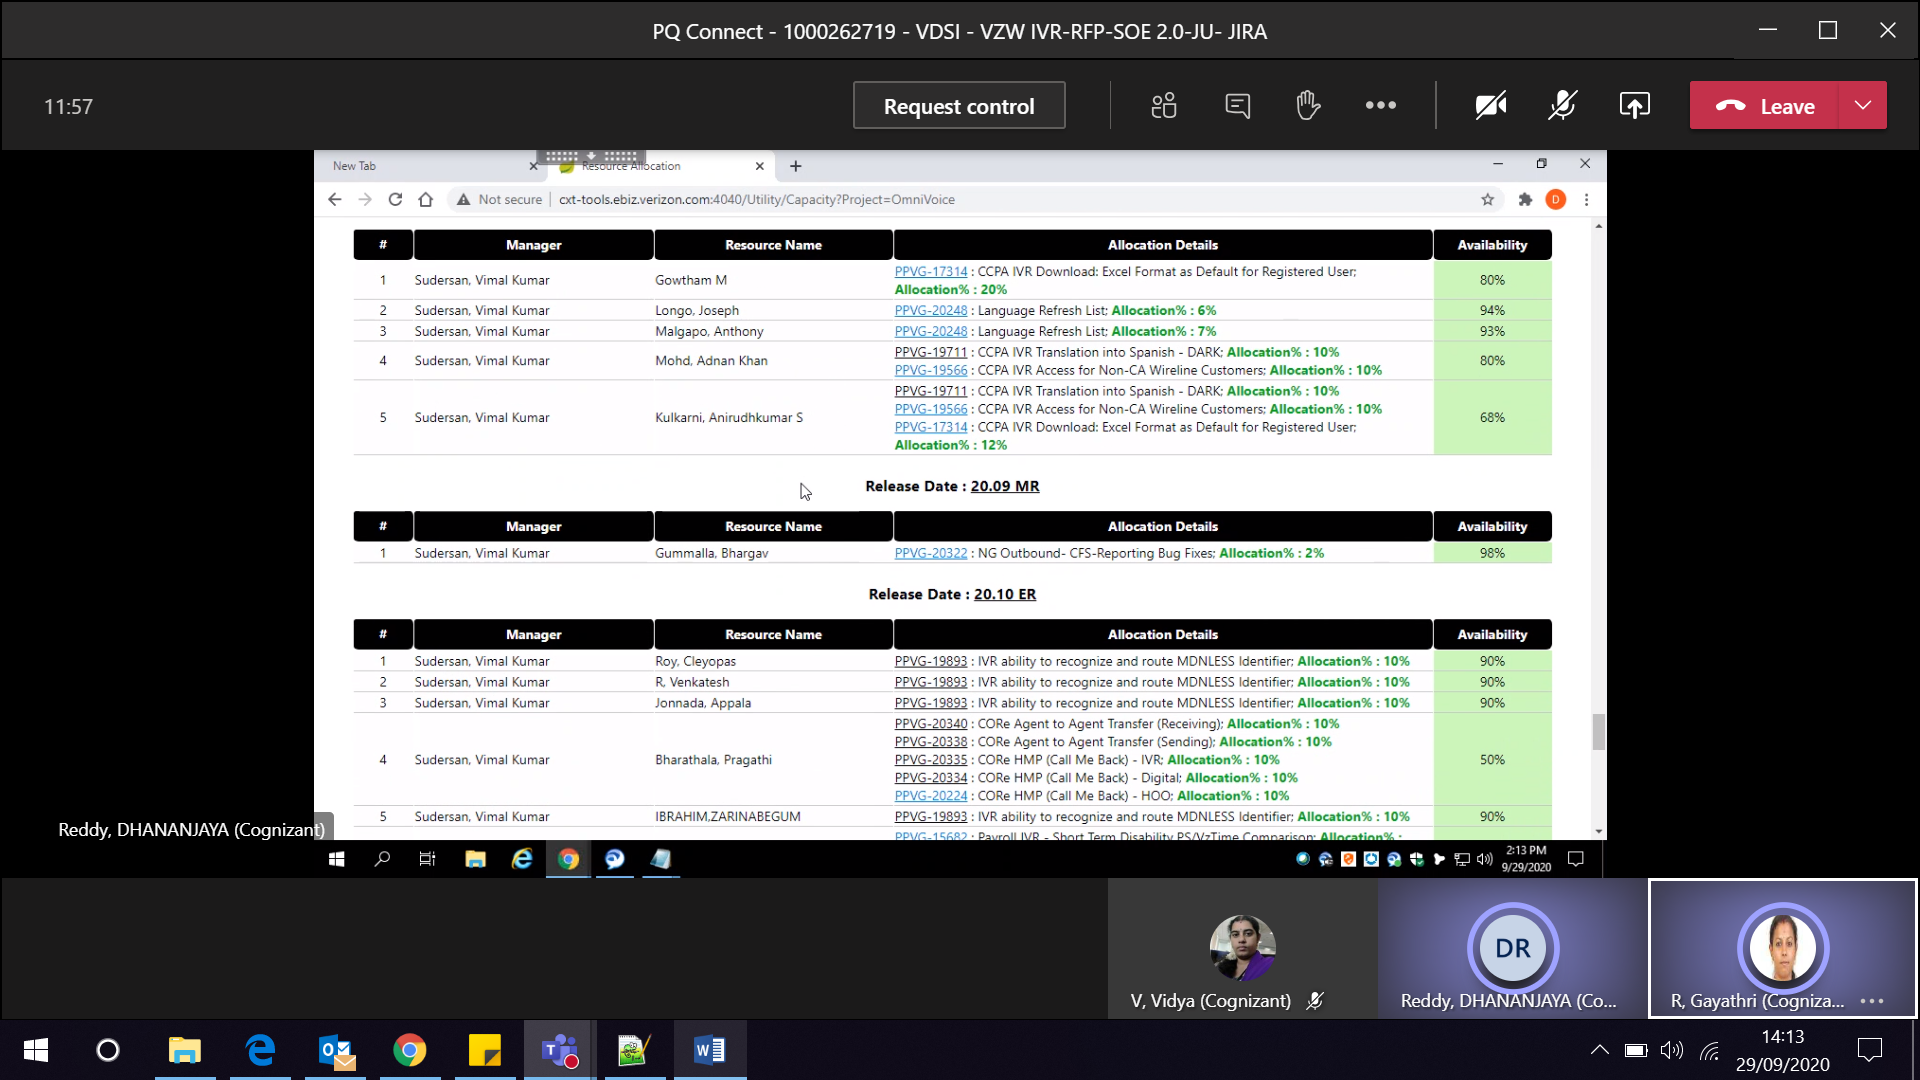 PQ Connect - 1000262719 - VDSI - VZW IVR-RFP-SOE 2.0-JU- JIRA
11:57
Request control
Leave
New Tab
Resource Allocation
Not secure
cxt-tools.ebiz.verizon.com:4040/Utility/Capacity?Project=OmniVoice
D
# Manager Resource Name Allocation Details Availability
1 Sudersan, Vimal Kumar Gowtham M PPVG-17314 : CCPA IVR Download: Excel Format as Default for Registered User; 80%
Allocation% : 20%
2 Sudersan, Vimal Kumar Longo, Joseph PPVG-20248 : Language Refresh List; Allocation% : 6% 94%
3 Sudersan, Vimal Kumar Malgapo, Anthony PPVG-20248 : Language Refresh List; Allocation% : 7% 93%
4 Sudersan, Vimal Kumar Mohd, Adnan Khan PPVG-19711 : CCPA IVR Translation into Spanish - DARK; Allocation% : 10% 80%
PPVG-19566 : CCPA IVR Access for Non-CA Wireline Customers; Allocation% : 10%
5 Sudersan, Vimal Kumar Kulkarni, Anirudhkumar S PPVG-19711 : CCPA IVR Translation into Spanish - DARK; Allocation% : 10% 68%
PPVG-19566 : CCPA IVR Access for Non-CA Wireline Customers; Allocation% : 10%
PPVG-17314 : CCPA IVR Download: Excel Format as Default for Registered User;
Allocation% : 12%
Release Date : 20.09 MR
# Manager Resource Name Allocation Details Availability
1 Sudersan, Vimal Kumar Gummalla, Bhargav PPVG-20322 : NG Outbound- CFS-Reporting Bug Fixes; Allocation% : 2% 98%
Release Date : 20.10 ER
# Manager Resource Name Allocation Details Availability
1 Sudersan, Vimal Kumar Roy, Cleyopas PPVG-19893 : IVR ability to recognize and route MDNLESS Identifier; Allocation% : 10% 90%
2 Sudersan, Vimal Kumar R, Venkatesh PPVG-19893 : IVR ability to recognize and route MDNLESS Identifier; Allocation% : 10% 90%
3 Sudersan, Vimal Kumar Jonnada, Appala PPVG-19893 : IVR ability to recognize and route MDNLESS Identifier; Allocation% : 10% 90%
4 Sudersan, Vimal Kumar Bharathala, Pragathi PPVG-20340 : CORe Agent to Agent Transfer (Receiving); Allocation% : 10% 50%
PPVG-20338 : CORe Agent to Agent Transfer (Sending); Allocation% : 10%
PPVG-20335 : CORe HMP (Call Me Back) - IVR; Allocation% : 10%
PPVG-20334 : CORe HMP (Call Me Back) - Digital; Allocation% : 10%
PPVG-20224 : CORe HMP (Call Me Back) - HOO; Allocation% : 10%
5 Sudersan, Vimal Kumar IBRAHIM,ZARINABEGUM PPVG-19893 : IVR ability to recognize and route MDNLESS Identifier; Allocation% : 10% 90%
PPVG-15682 : Payroll IVR - Short Term Disability PS/VzTime Comparison; Allocation% :
Reddy, DHANANJAYA (Cognizant)
2:13 PM
9/29/2020
DR
V, Vidya (Cognizant)
Reddy, DHANANJAYA (Co...
R, Gayathri (Cogniza...
14:13
29/09/2020